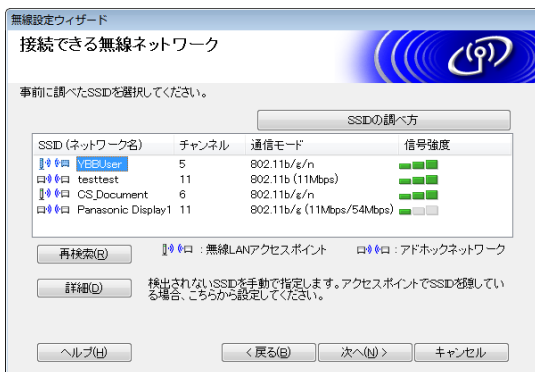 無線設定ウィザード
接続できる無線ネットワーク
事前に調べたSSIDを選択してください。
SSIDの調べ方
SSID (ネットワーク名) チャンネル 通信モード 信号強度
YBBUser 5 802.11b/g/n
testtest 11 802.11b (11Mbps)
CS_Document 6 802.11b/g/n
Panasonic Display1 11 802.11b/g (11Mbps/54Mbps)
再検索(R) :無線LANアクセスポイント :アドホックネットワーク
詳細(D) 検出されないSSIDを手動で指定します。アクセスポイントでSSIDを隠してい
る場合、こちらから設定してください。
ヘルプ(H) < 戻る(B) 次へ(N) > キャンセル